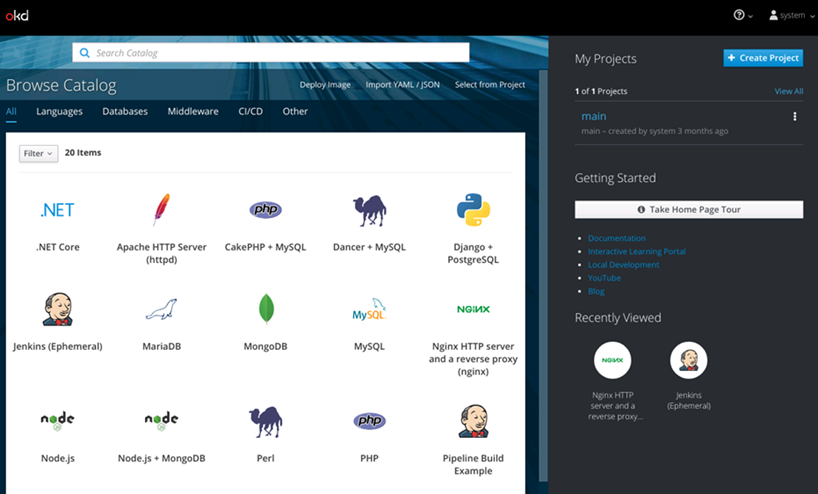 okd
system
Search Catalog
Browse Catalog
Deploy Image Import YAML / JSON Select from Project
All Languages Databases Middleware CI/CD Other
Filter 20 Items
.NET
php
.NET Core
Apache HTTP Server
(httpd)
CakePHP + MySQL
Dancer + MySQL
Django +
PostgreSQL
MySQL
NGINX
Jenkins (Ephemeral)
MariaDB
MongoDB
MySQL
Nginx HTTP server
and a reverse proxy
(nginx)
node
node
php
Node.js
Node.js + MongoDB
Perl
PHP
Pipeline Build
Example
My Projects
+ Create Project
1 of 1 Projects
View All
main
main – created by system 3 months ago
Getting Started
Take Home Page Tour
Documentation
Interactive Learning Portal
Local Development
YouTube
Blog
Recently Viewed
NGINX
Nginx HTTP
server and a
reverse proxy...
Jenkins
(Ephemeral)